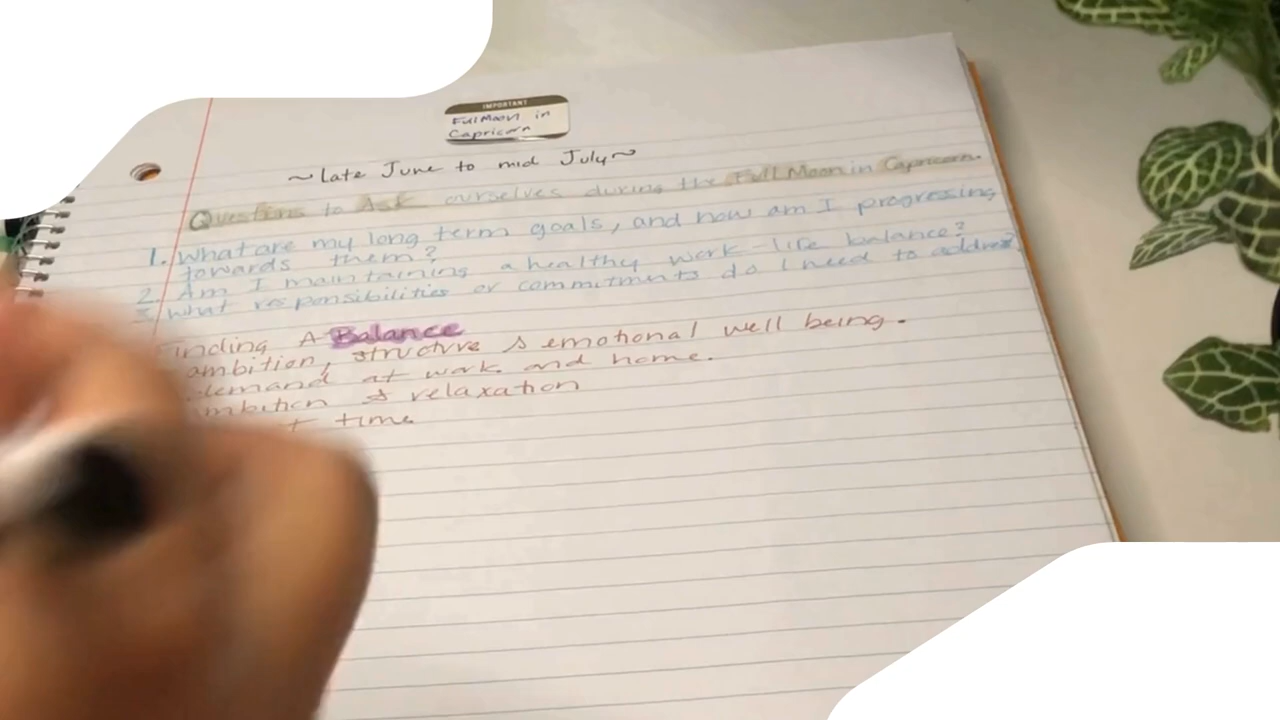 IMPORTANT
Full Moon in
Capricorn
~late June to mid July~
Questions to Ask ourselves during the Full Moon in Capricorn.
1. What are my long term goals, and how am I progressing
towards them?
2. Am I maintaining a healthy work-life balance?
3. What responsibilities or commitments do I need to address?
Finding A Balance
ambition, structure & emotional well being.
demand at work and home.
ambition & relaxation
time